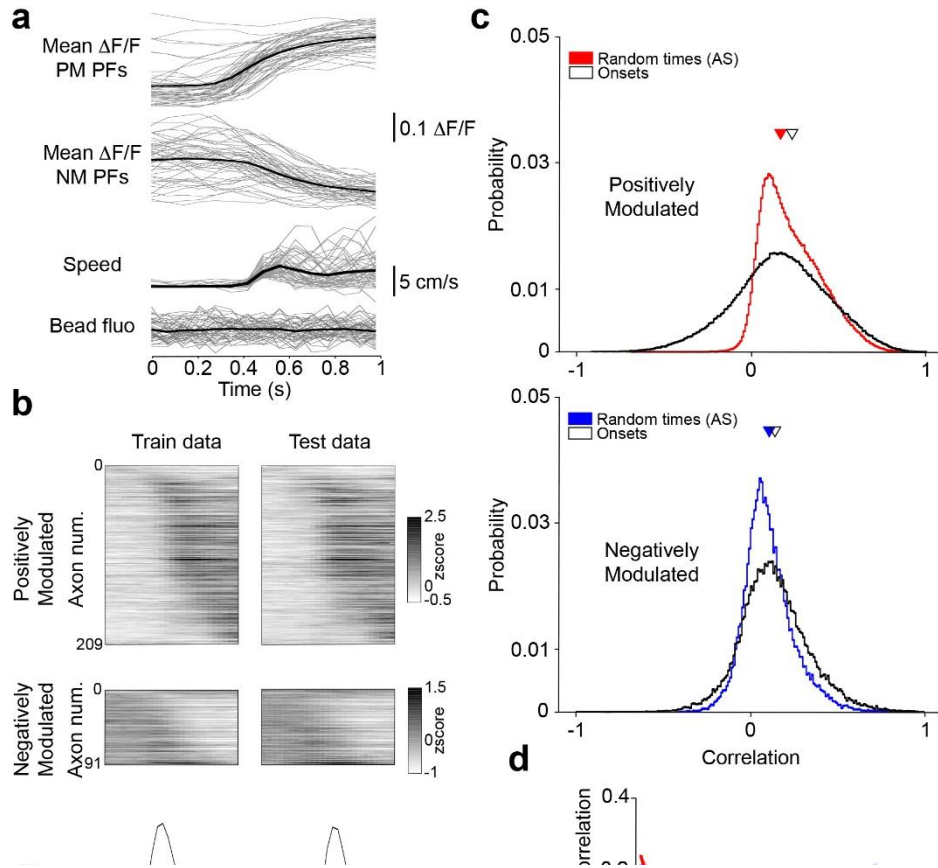 a
Mean ΔF/F
PM PFs
0.1 ΔF/F
Mean ΔF/F
NM PFs
Speed
5 cm/s
Bead fluo
0 0.2 0.4 0.6 0.8 1
Time (s)
b
Train data Test data
Positively
Modulated
Axon num.
0
209
2.5
0
-0.5
zscore
Negatively
Modulated
Axon num.
0
91
1.5
0
-1
zscore
c
0.05
0.03
0.01
0
Probability
Random times (AS)
Onsets
Positively
Modulated
-1 0 1
0.05
0.03
0.01
0
Probability
Random times (AS)
Onsets
Negatively
Modulated
-1 0 1
Correlation
d
0.4